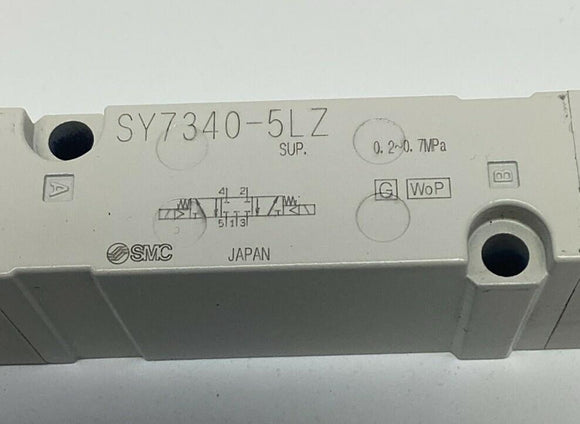 SY7340-5LZ
SUP. 0.2~0.7MPa
A
B
G WoP
4 2
5 1 3
SMC JAPAN